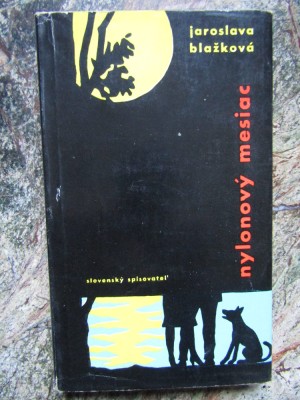 jaroslava
blažková
nylonový mesiac
slovenský spisovateľ